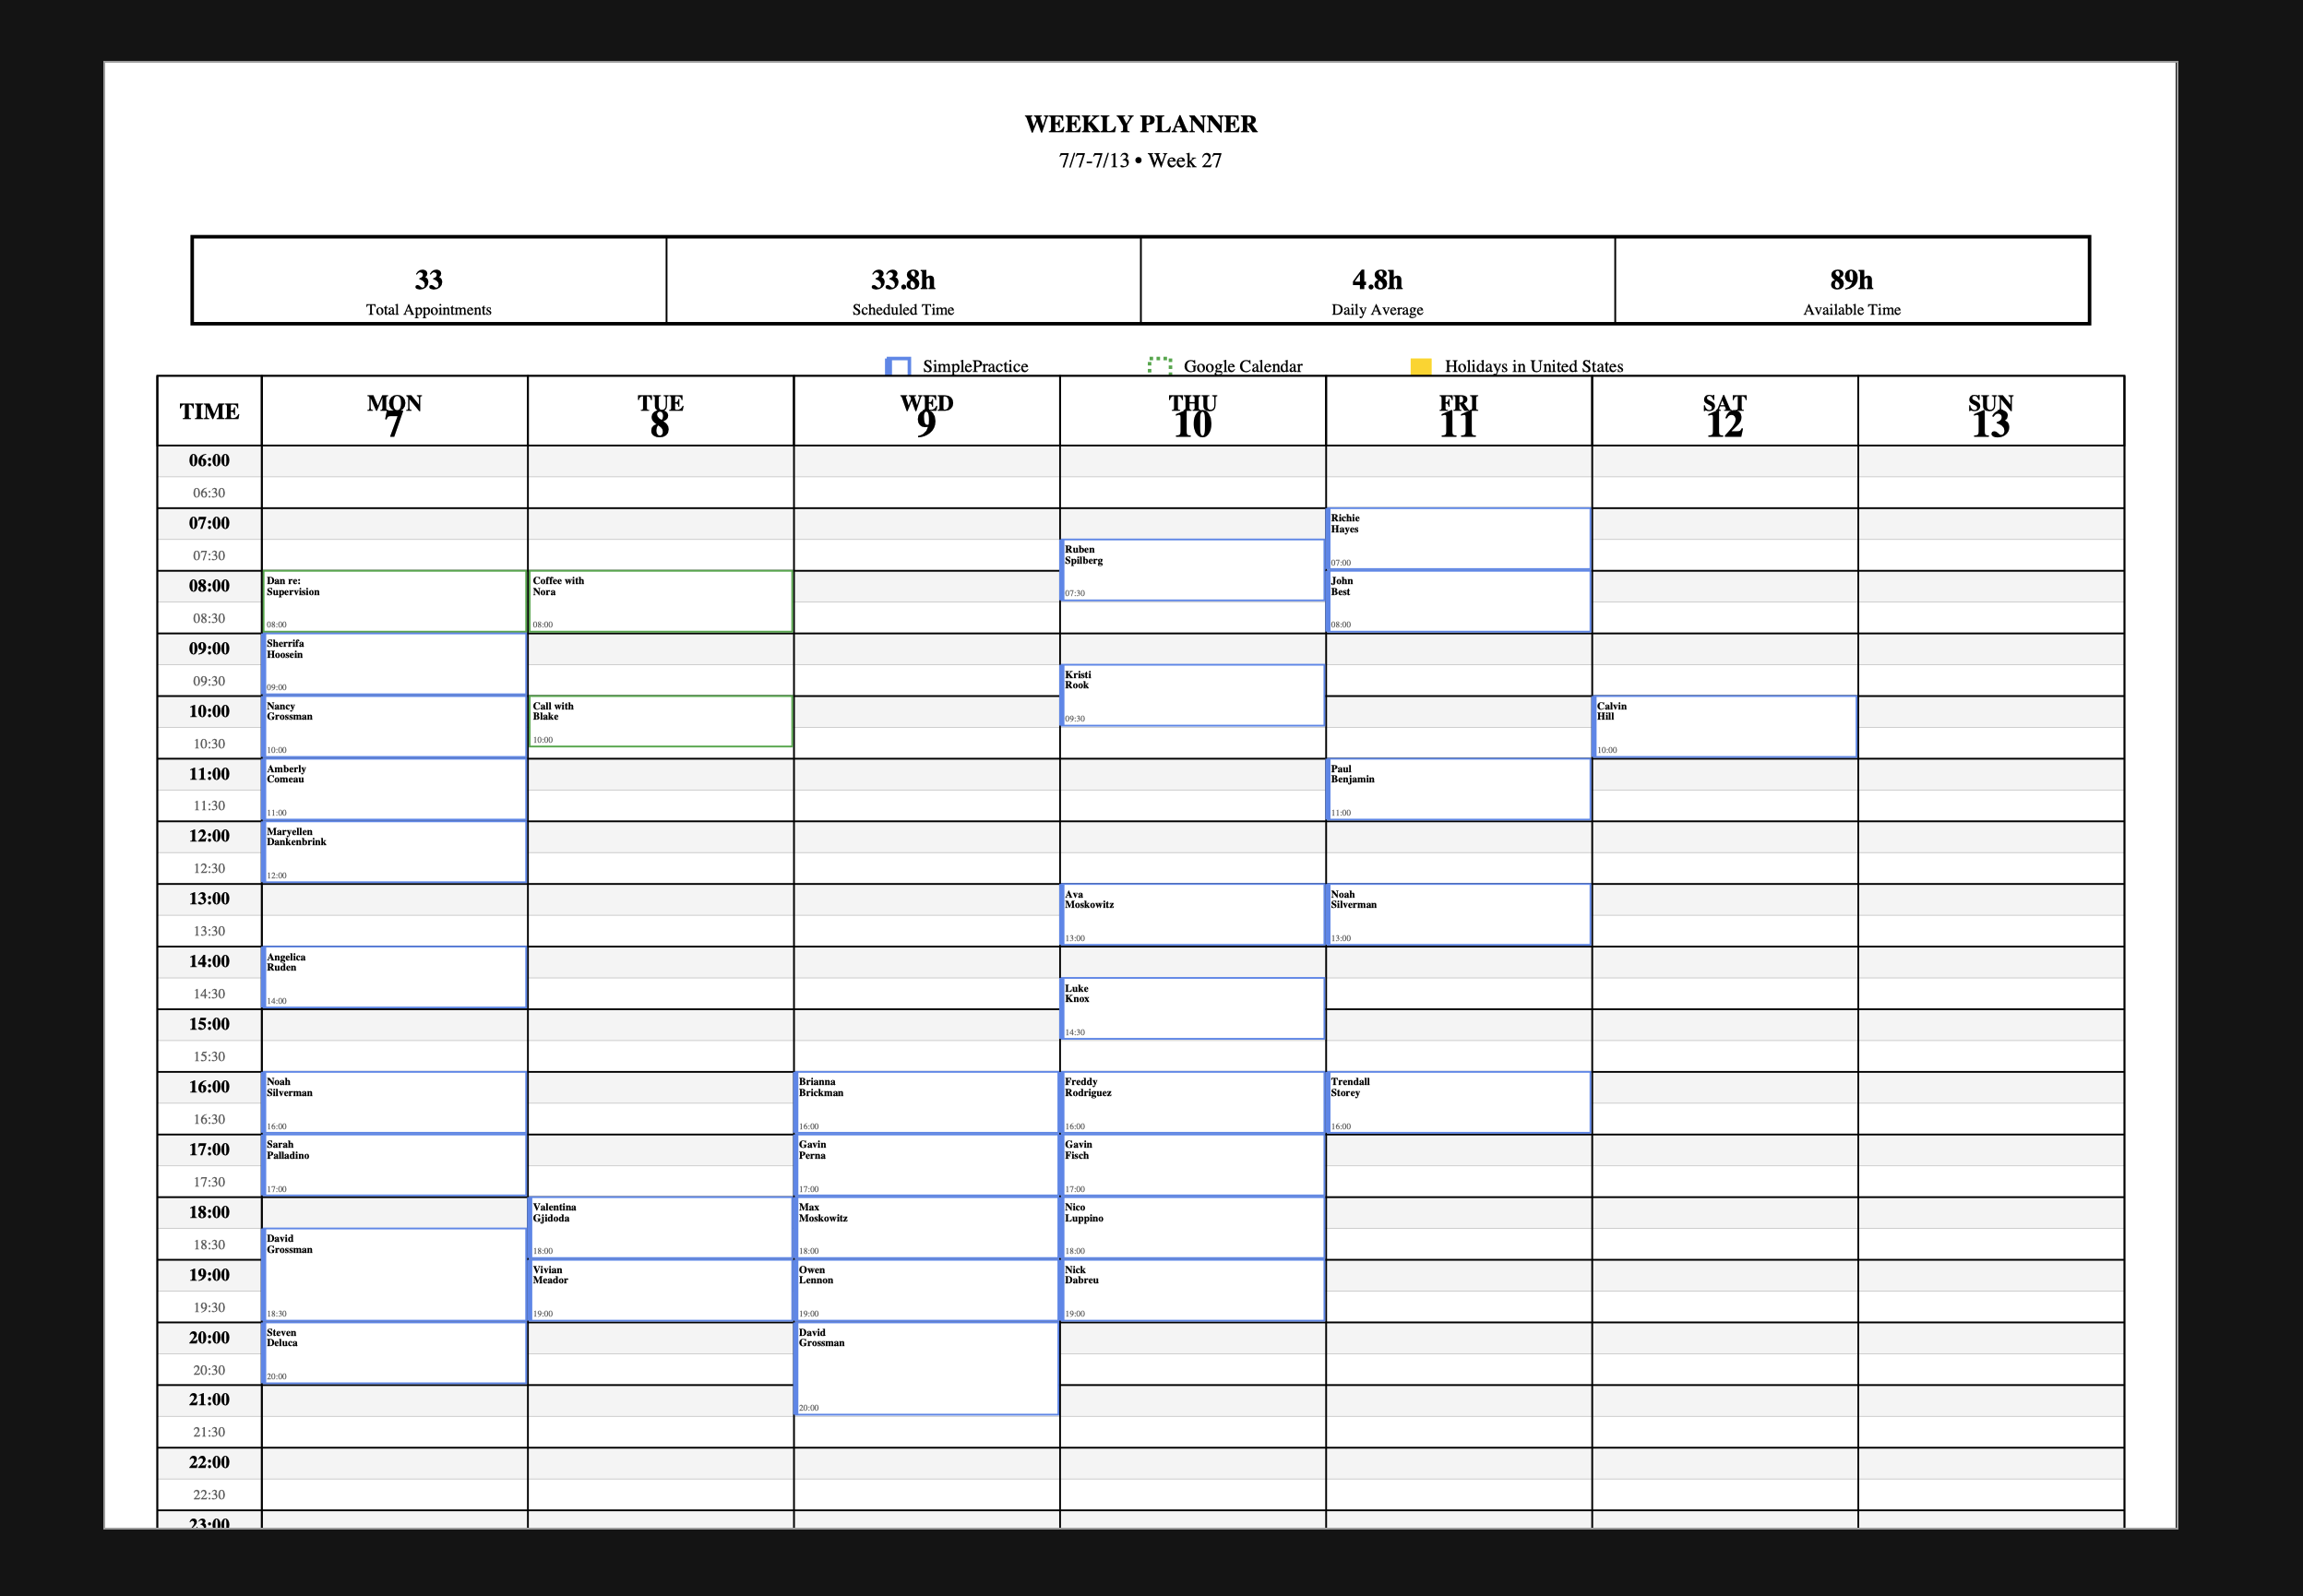 WEEKLY PLANNER
7/7-7/13 • Week 27
33
Total Appointments
33.8h
Scheduled Time
4.8h
Daily Average
89h
Available Time
SimplePractice
Google Calendar
Holidays in United States
TIME
MON
7
TUE
8
WED
9
THU
10
FRI
11
SAT
12
SUN
13
06:00
06:30
07:00
Richie
Hayes
07:00
07:30
Ruben
Spilberg
07:30
08:00
Dan re:
Supervision
08:00
Coffee with
Nora
08:00
John
Best
08:00
08:30
09:00
Sherrifa
Hoosein
09:00
09:30
Kristi
Rook
09:30
10:00
Nancy
Grossman
10:00
Call with
Blake
10:00
Calvin
Hill
10:00
10:30
11:00
Amberly
Comeau
11:00
Paul
Benjamin
11:00
11:30
12:00
Maryellen
Dankenbrink
12:00
12:30
13:00
Ava
Moskowitz
13:00
Noah
Silverman
13:00
13:30
14:00
Angelica
Ruden
14:00
14:30
Luke
Knox
14:30
15:00
15:30
16:00
Noah
Silverman
16:00
Brianna
Brickman
16:00
Freddy
Rodriguez
16:00
Trendall
Storey
16:00
16:30
17:00
Sarah
Palladino
17:00
Gavin
Perna
17:00
Gavin
Fisch
17:00
17:30
18:00
Valentina
Gjidoda
18:00
Max
Moskowitz
18:00
Nico
Luppino
18:00
18:30
David
Grossman
18:30
19:00
Vivian
Meador
19:00
Owen
Lennon
19:00
Nick
Dabreu
19:00
19:30
20:00
Steven
Deluca
20:00
David
Grossman
20:00
20:30
21:00
21:30
22:00
22:30
23:00